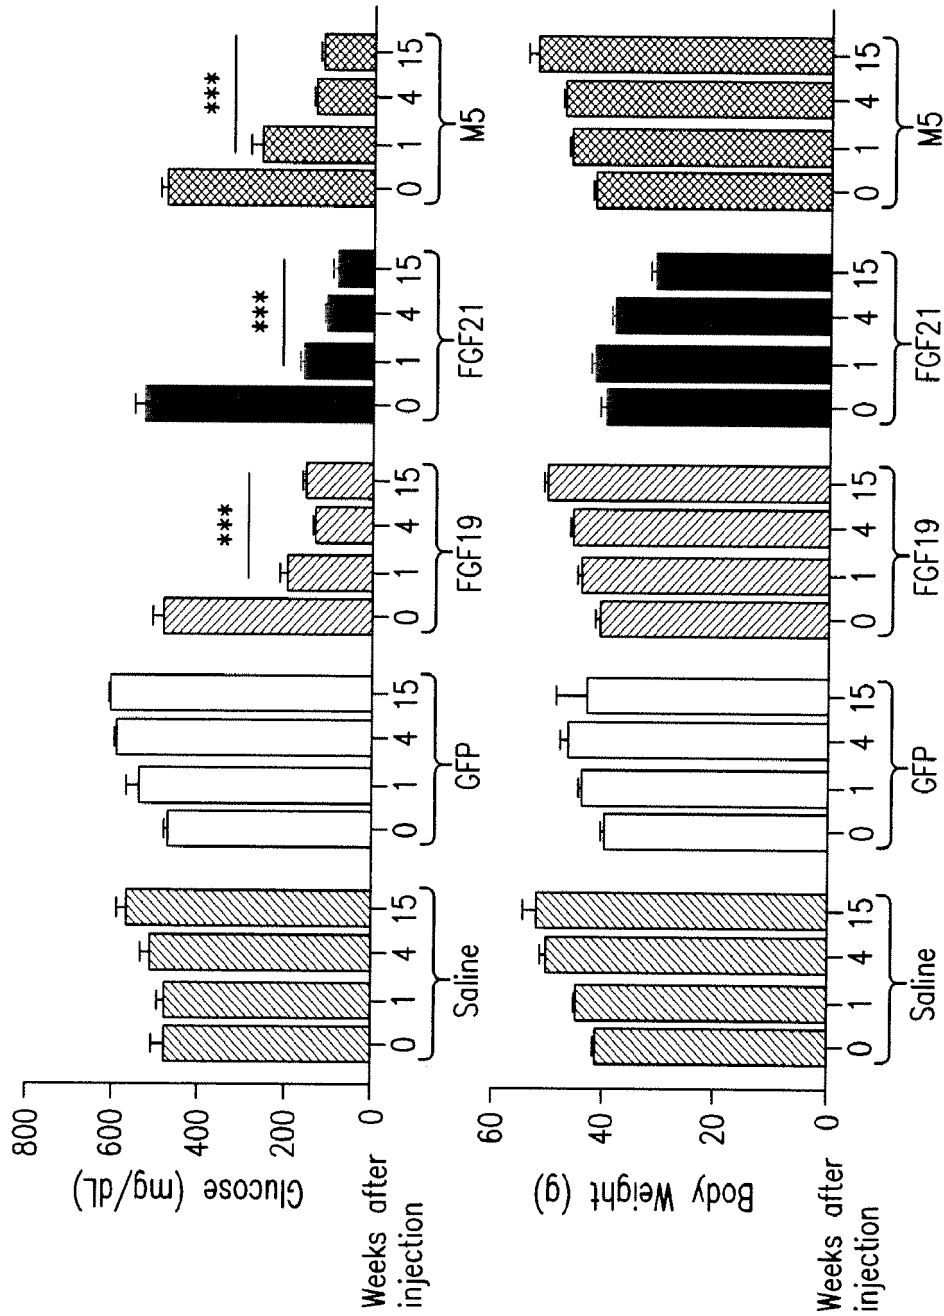 Glucose (mg/dL)
800
600
400
200
0
*** *** ***
Weeks after
injection
0 1 4 15 0 1 4 15 0 1 4 15 0 1 4 15 0 1 4 15
Saline GFP FGF19 FGF21 M5
Body Weight (g)
60
40
20
0
Weeks after
injection
0 1 4 15 0 1 4 15 0 1 4 15 0 1 4 15 0 1 4 15
Saline GFP FGF19 FGF21 M5